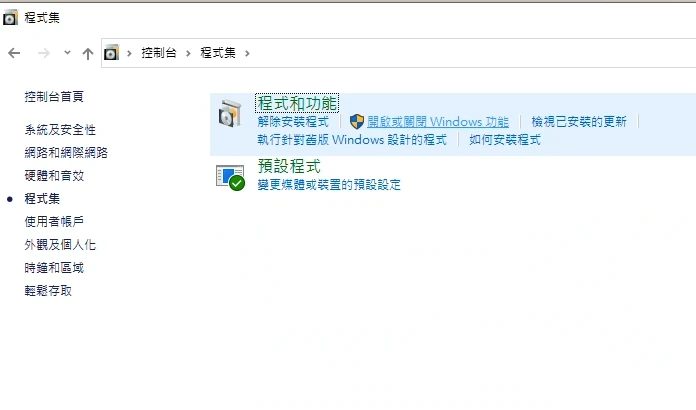 程式集
控制台 程式集
控制台首頁
系統及安全性
網路和網際網路
硬體和音效
程式集
使用者帳戶
外觀及個人化
時鐘和區域
輕鬆存取
程式和功能
解除安裝程式 開啟或關閉 Windows 功能 檢視已安裝的更新
執行針對舊版 Windows 設計的程式 如何安裝程式
預設程式
變更媒體或裝置的預設設定